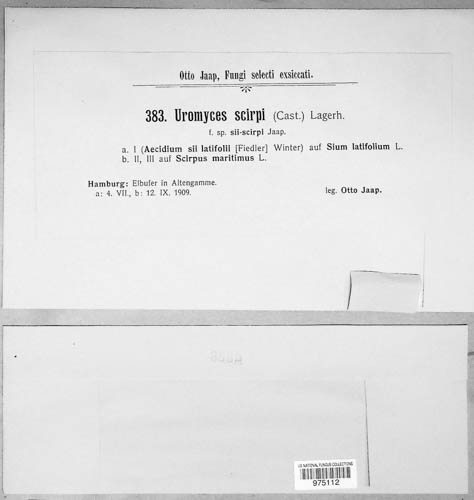 Otto Jaap, Fungi selecti exsiccati.
383. Uromyces scirpi (Cast.) Lagerh.
f. sp. sii-scirpi Jaap.
a. I (Aecidium sii latifolii [Fiedler] Winter) auf Sium latifolium L.
b. II, III auf Scirpus maritimus L.
Hamburg: Elbufer in Altengamme.
a: 4. VII., b: 12. IX. 1909.
leg. Otto Jaap.
US NATIONAL FUNGUS COLLECTIONS
975112